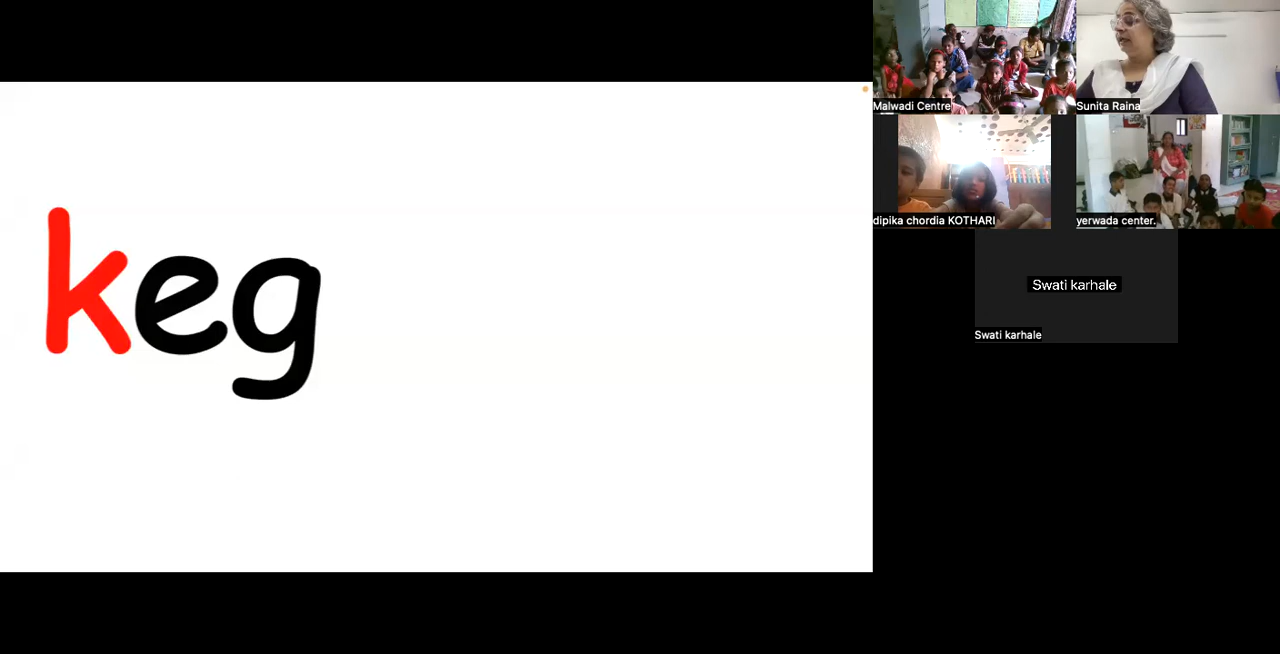 keg
Malwadi Centre
Sunita Raina
dipika chordia KOTHARI
yerwada center.
Swati karhale
Swati karhale